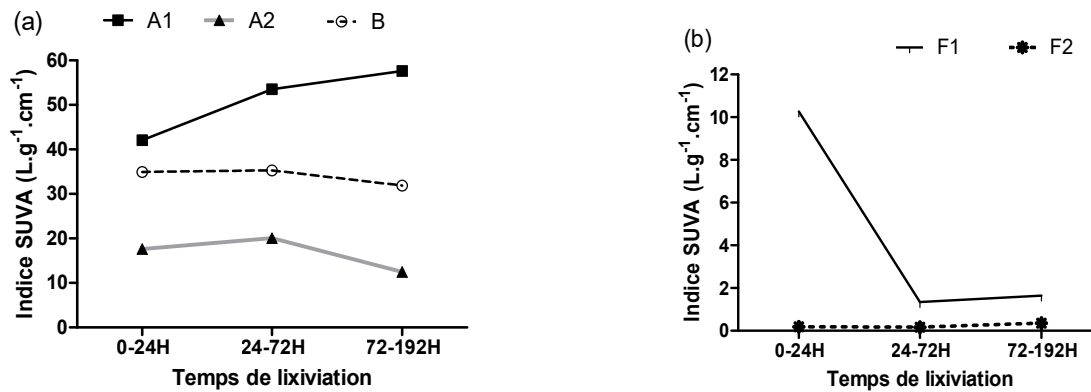 (a)
A1 A2 B
Indice SUVA (L.g⁻¹.cm⁻¹)
60
50
40
30
20
10
0
0-24H 24-72H 72-192H
Temps de lixiviation
(b)
F1 F2
Indice SUVA (L.g⁻¹.cm⁻¹)
12
10
8
6
4
2
0
0-24H 24-72H 72-192H
Temps de lixiviation